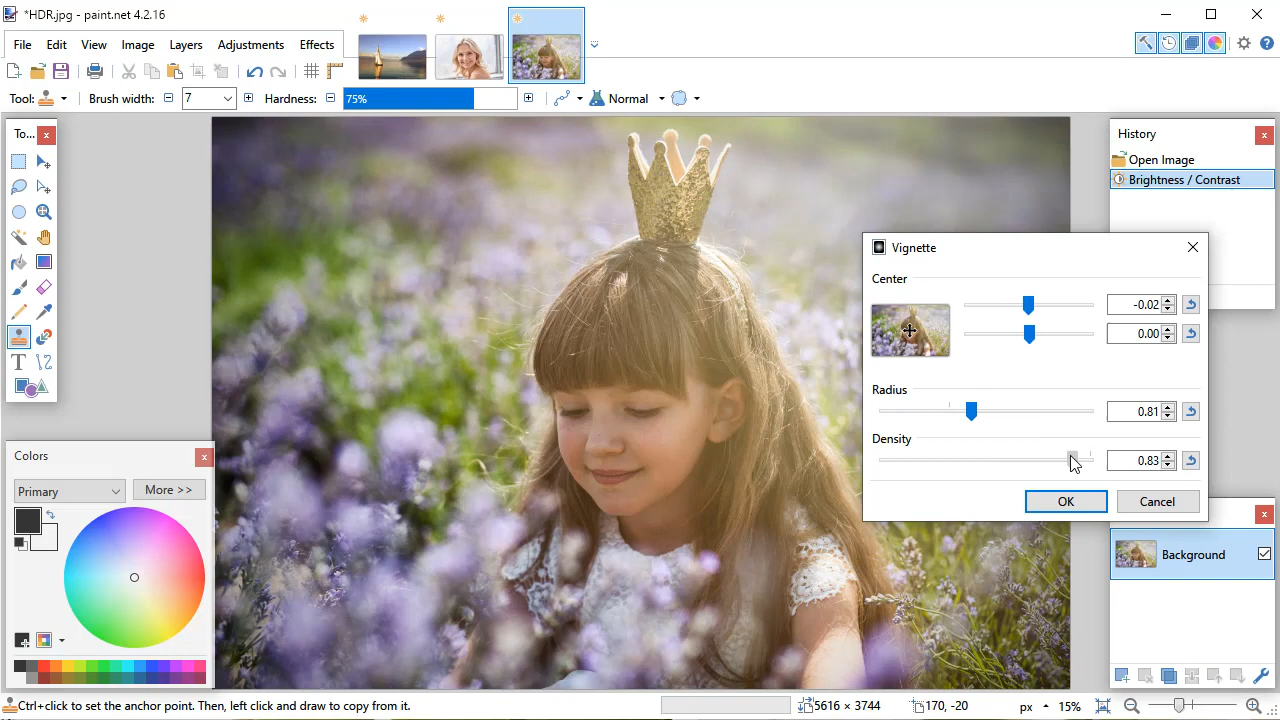 *HDR.jpg - paint.net 4.2.16
File Edit View Image Layers Adjustments Effects
Tool: Brush width: 7 Hardness: 75% Normal
To...
History
Open Image
Brightness / Contrast
Vignette
Center
-0.02
0.00
Radius
0.81
Density
0.83
OK Cancel
Colors
Primary More >>
Background
Ctrl+click to set the anchor point. Then, left click and draw to copy from it. 5616 × 3744 170, -20 px 15%